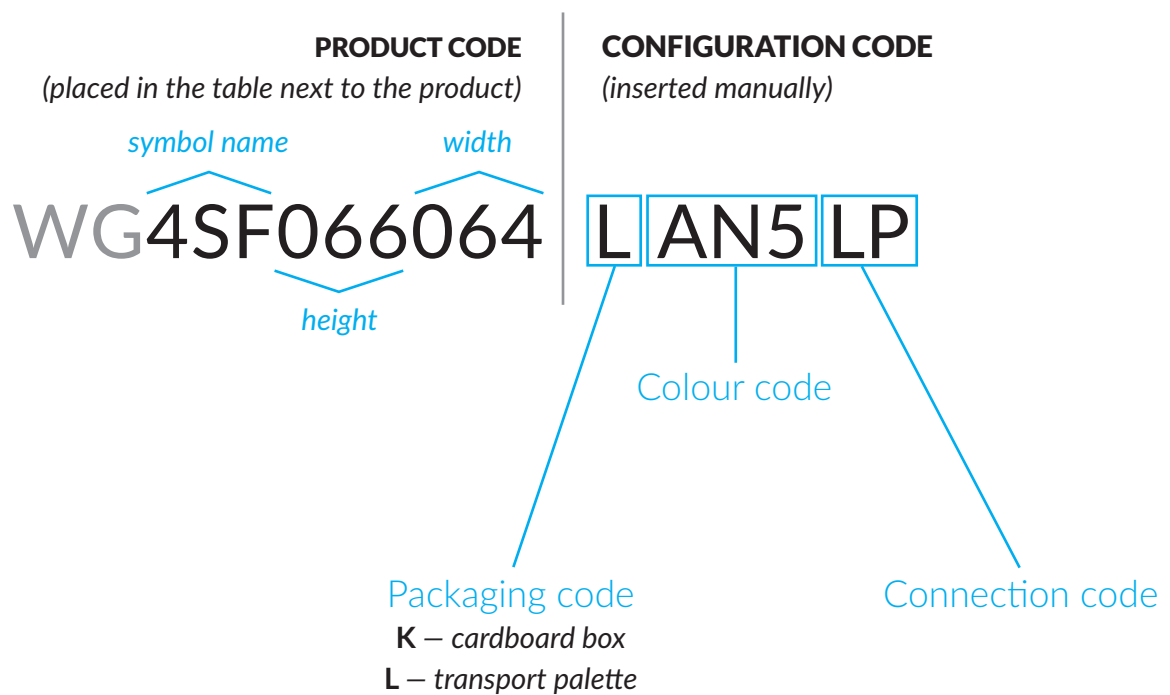 PRODUCT CODE
(placed in the table next to the product)
CONFIGURATION CODE
(inserted manually)
symbol name
width
WG4SF066064 L AN5 LP
height
Colour code
Packaging code
K – cardboard box
L – transport palette
Connection code